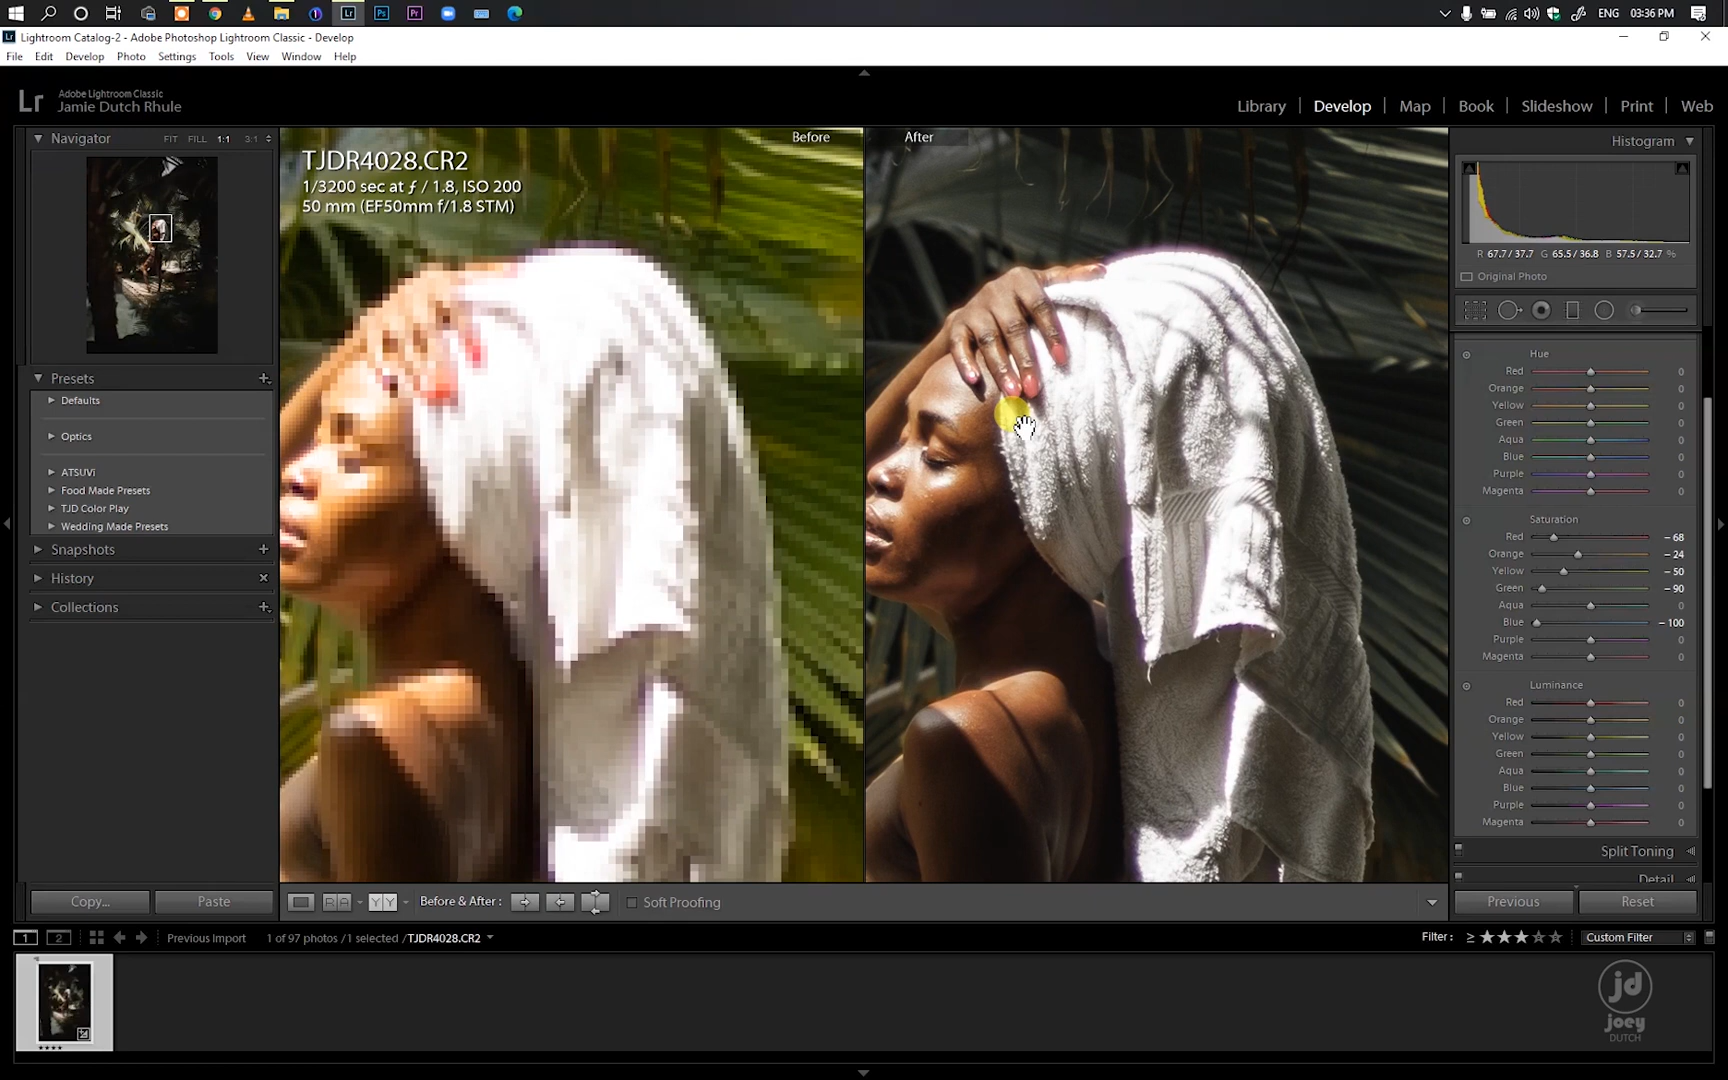 ENG 03:36 PM
Lr Lightroom Catalog-2 - Adobe Photoshop Lightroom Classic - Develop
File Edit Develop Photo Settings Tools View Window Help
Lr Adobe Lightroom Classic
Jamie Dutch Rhule
Library | Develop | Map | Book | Slideshow | Print | Web
Navigator FIT FILL 1:1 3:1
Before
After
Histogram
TJDR4028.CR2
1/3200 sec at ƒ / 1.8, ISO 200
50 mm (EF50mm f/1.8 STM)
R 67.7 / 37.7 G 65.5 / 36.8 B 57.5 / 32.7 %
Original Photo
Presets
Defaults
Optics
ATSUVi
Food Made Presets
TJD Color Play
Wedding Made Presets
Snapshots
History
Collections
Hue
Red 0
Orange 0
Yellow 0
Green 0
Aqua 0
Blue 0
Purple 0
Magenta 0
Saturation
Red - 68
Orange - 24
Yellow - 50
Green - 90
Aqua 0
Blue - 100
Purple 0
Magenta 0
Luminance
Red 0
Orange 0
Yellow 0
Green 0
Aqua 0
Blue 0
Purple 0
Magenta 0
Split Toning
Detail
Copy... Paste
RA YY Before & After : Soft Proofing
Previous Reset
1 2 Previous Import 1 of 97 photos / 1 selected / TJDR4028.CR2
Filter : ≥ Custom Filter
jd
joey
DUTCH